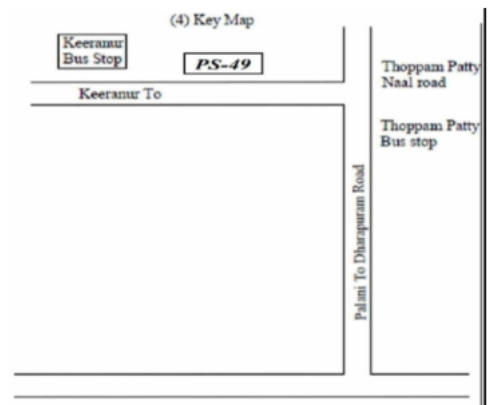 (4) Key Map
Keeranur
Bus Stop
PS-49
Thoppam Patty
Naal road
Keeranur To
Thoppam Patty
Bus stop
Palani To Dharapuram Road